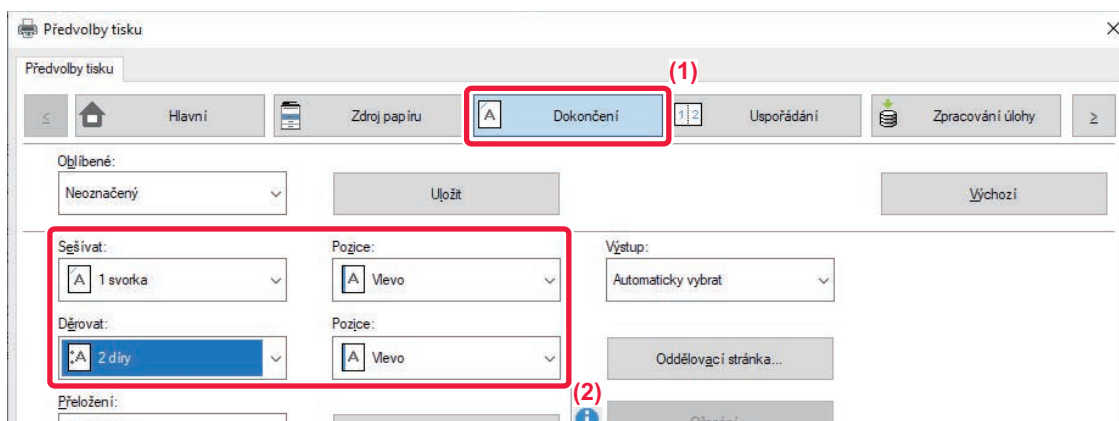 Předvolby tisku
Předvolby tisku
(1)
≤ Hlavní Zdroj papíru Dokončení Uspořádání Zpracování úlohy ≥
Oblíbené:
Neoznačený Uložit Výchozí
Sešívat: Pozice: Výstup:
1 svorka Vlevo Automaticky vybrat
Děrovat: Pozice:
2 díry Vlevo Oddělovací stránka...
Přeložení: (2)